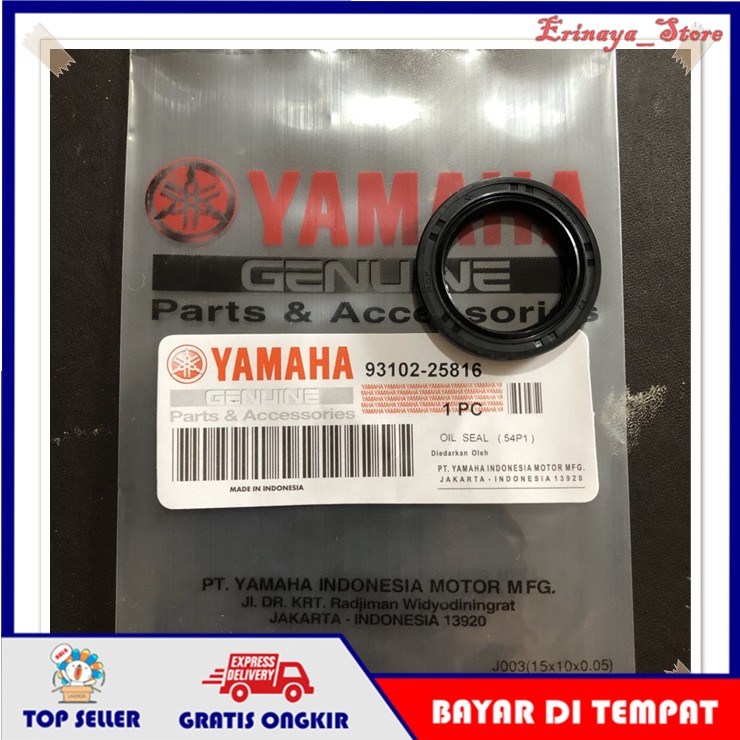 Erinaya_Store
YAMAHA
GENUINE
Parts & Accessories
YAMAHA 93102-25816
GENUINE
Parts & Accessories
1 PC
OIL SEAL (54P1)
Diedarkan Oleh
PT. YAMAHA INDONESIA MOTOR MFG.
JAKARTA - INDONESIA 13920
MADE IN INDONESIA
PT. YAMAHA INDONESIA MOTOR MFG.
Jl. DR. KRT. Radjiman Widyodiningrat
JAKARTA - INDONESIA 13920
J003(15x10x0.05)
TOP SELLER
EXPRESS
DELIVERY
GRATIS ONGKIR
BAYAR DI TEMPAT